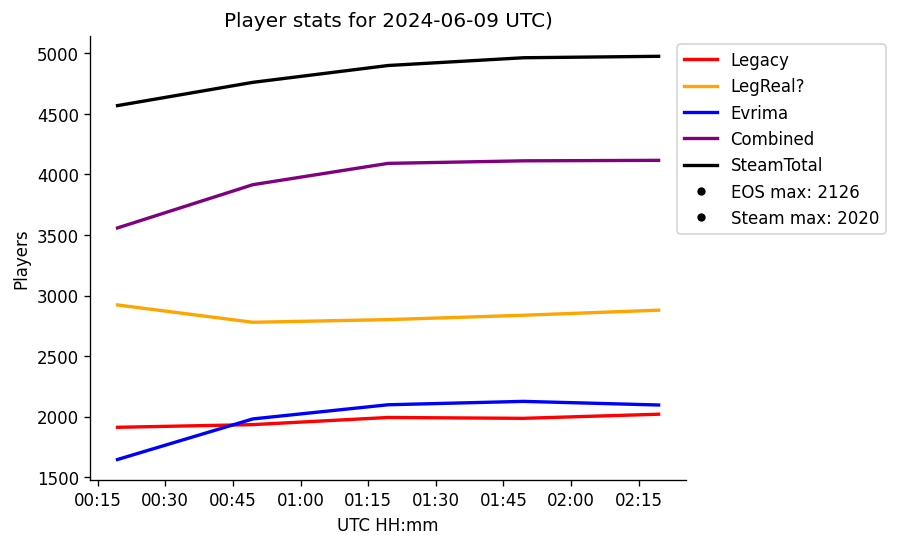 Player stats for 2024-06-09 UTC)
5000
4500
4000
3500
3000
2500
2000
1500
Players
00:15 00:30 00:45 01:00 01:15 01:30 01:45 02:00 02:15
UTC HH:mm
Legacy
LegReal?
Evrima
Combined
SteamTotal
EOS max: 2126
Steam max: 2020